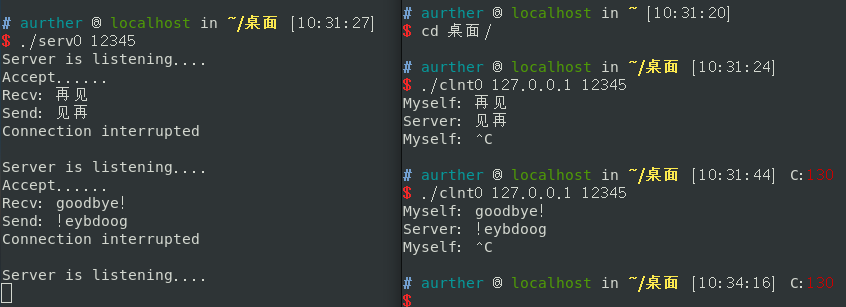 # aurther @ localhost in ~/桌面 [10:31:27]
$ ./serv0 12345
Server is listening....
Accept......
Recv: 再见
Send: 见再
Connection interrupted
Server is listening....
Accept......
Recv: goodbye!
Send: !eybdoog
Connection interrupted
Server is listening....
# aurther @ localhost in ~ [10:31:20]
$ cd 桌面/
# aurther @ localhost in ~/桌面 [10:31:24]
$ ./clnt0 127.0.0.1 12345
Myself: 再见
Server: 见再
Myself: ^C
# aurther @ localhost in ~/桌面 [10:31:44] C:130
$ ./clnt0 127.0.0.1 12345
Myself: goodbye!
Server: !eybdoog
Myself: ^C
# aurther @ localhost in ~/桌面 [10:34:16] C:130
$